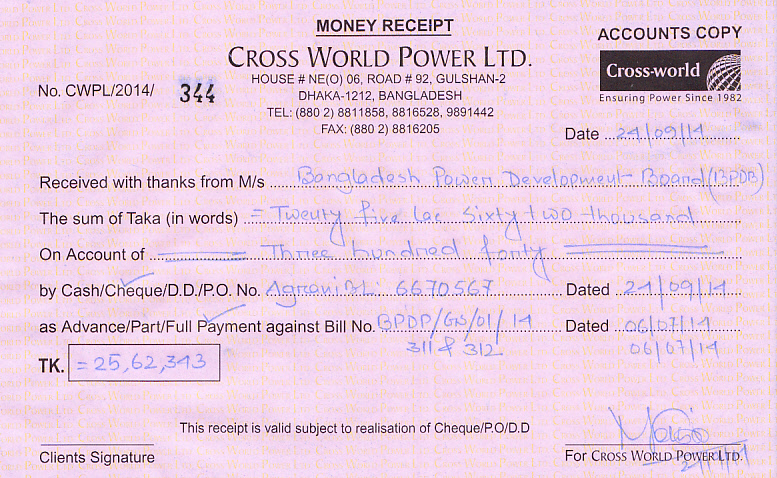 MONEY RECEIPT
ACCOUNTS COPY
CROSS WORLD POWER LTD.
HOUSE # NE(O) 06, ROAD # 92, GULSHAN-2
DHAKA-1212, BANGLADESH
TEL: (880 2) 8811858, 8816528, 9891442
FAX: (880 2) 8816205
Cross-world
Ensuring Power Since 1982
No. CWPL/2014/ 344
Date 24/09/14
Received with thanks from M/s Bangladesh Power Development Board (BPDB)
The sum of Taka (in words) = Twenty five lac sixty two thousand
On Account of Three hundred forty
by Cash/Cheque/D.D./P.O. No. Agrani BL: 6670567 Dated 24/09/14
as Advance/Part/Full Payment against Bill No. BPDP/GN/01/14 Dated 06/07/14
311 & 312 06/07/14
TK. = 25,62,343
This receipt is valid subject to realisation of Cheque/P.O/D.D
Clients Signature
For CROSS WORLD POWER LTD.